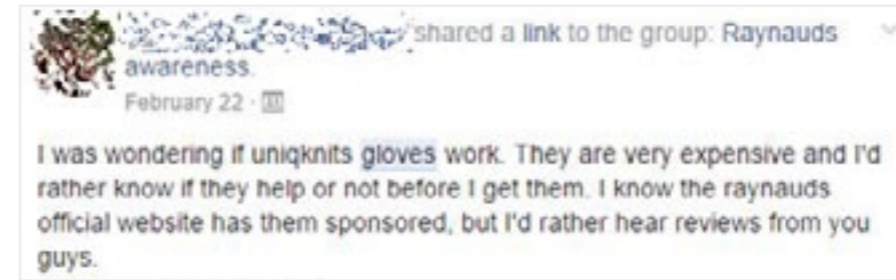 shared a link to the group: Raynauds
awareness.
February 22 ·
I was wondering if uniqknits gloves work. They are very expensive and I'd
rather know if they help or not before I get them. I know the raynauds
official website has them sponsored, but I'd rather hear reviews from you
guys.